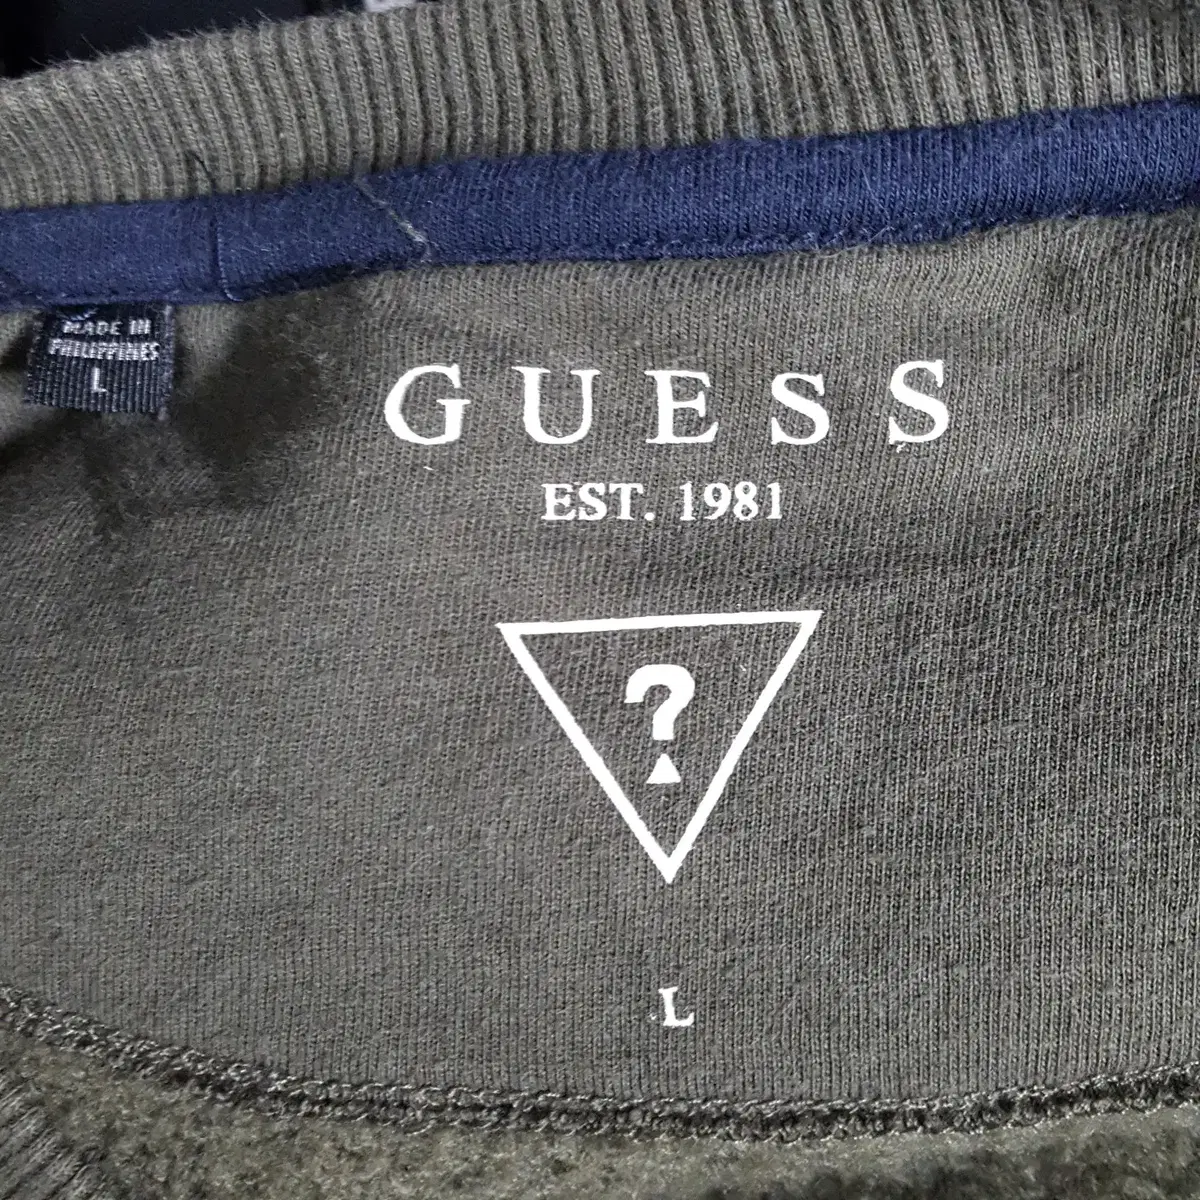 MADE IN
PHILIPPINES
L
GUESS
EST. 1981
?
L